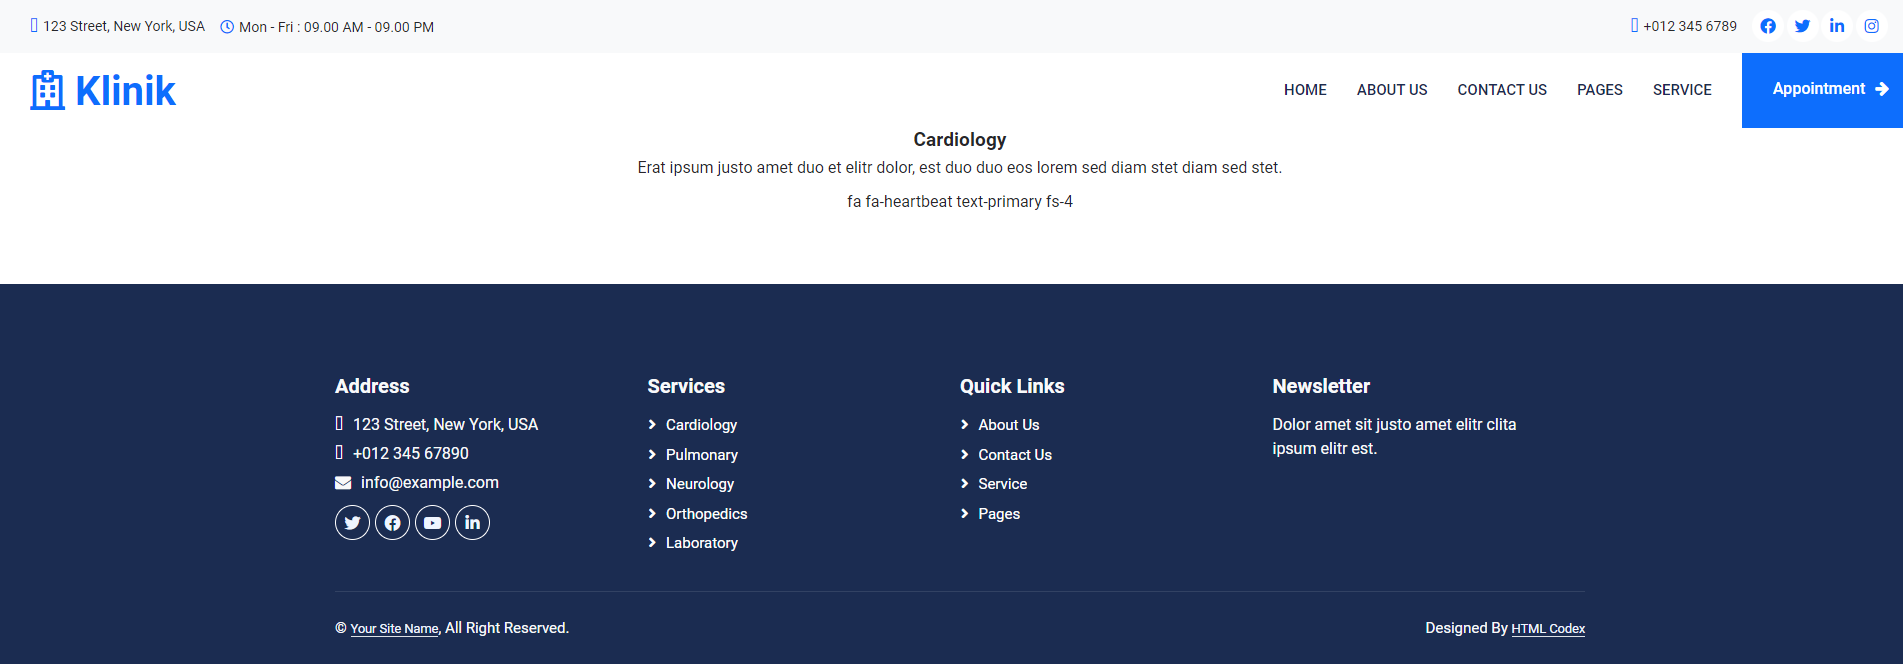 123 Street, New York, USA Mon - Fri : 09.00 AM - 09.00 PM +012 345 6789
Klinik HOME ABOUT US CONTACT US PAGES SERVICE Appointment
Cardiology
Erat ipsum justo amet duo et elitr dolor, est duo duo eos lorem sed diam stet diam sed stet.
fa fa-heartbeat text-primary fs-4
Address
123 Street, New York, USA
+012 345 67890
info@example.com
Services
Cardiology
Pulmonary
Neurology
Orthopedics
Laboratory
Quick Links
About Us
Contact Us
Service
Pages
Newsletter
Dolor amet sit justo amet elitr clita
ipsum elitr est.
© Your Site Name, All Right Reserved. Designed By HTML Codex